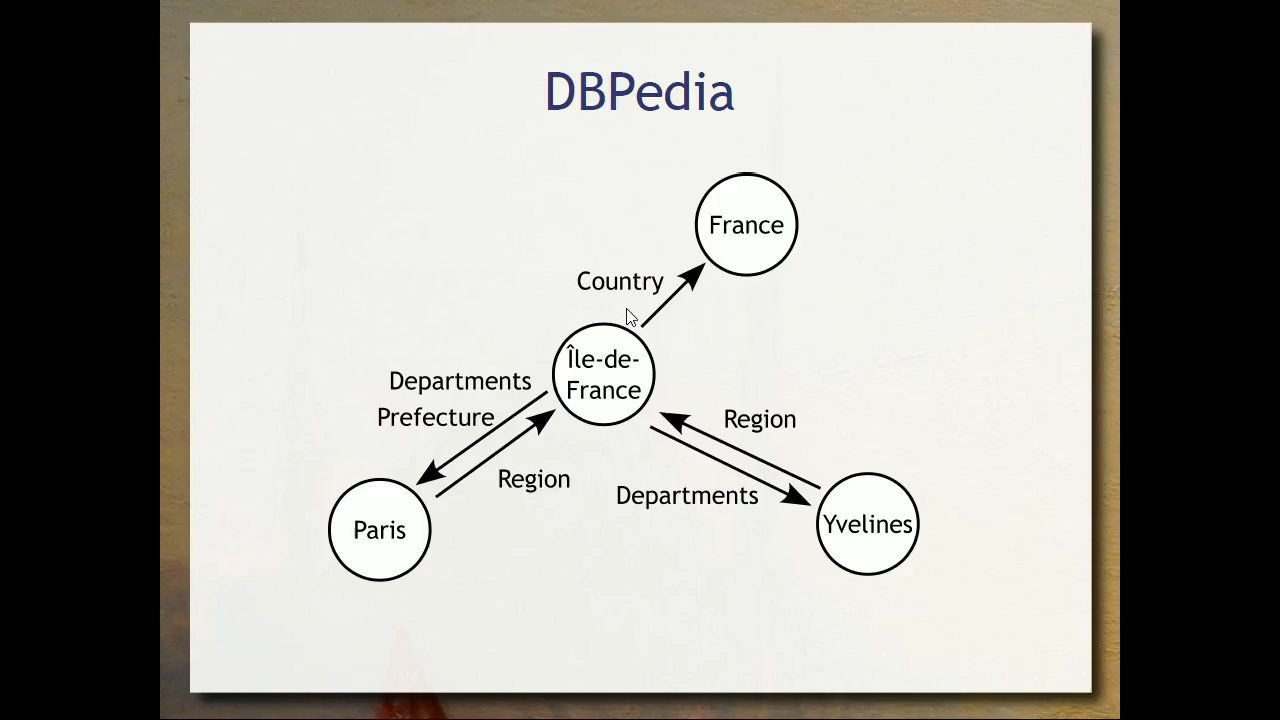 DBPedia
France
Country
Île-de-
France
Departments
Prefecture
Region
Region
Departments
Paris
Yvelines